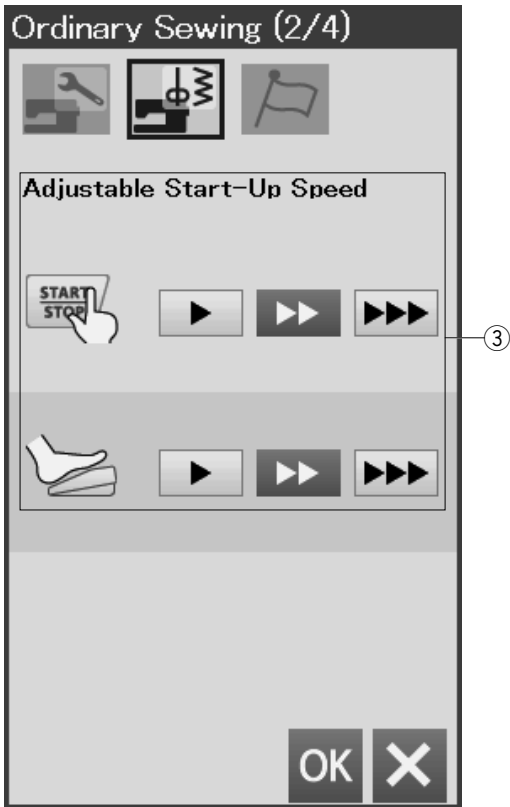 Ordinary Sewing (2/4)
Adjustable Start-Up Speed
START
STOP
③
OK